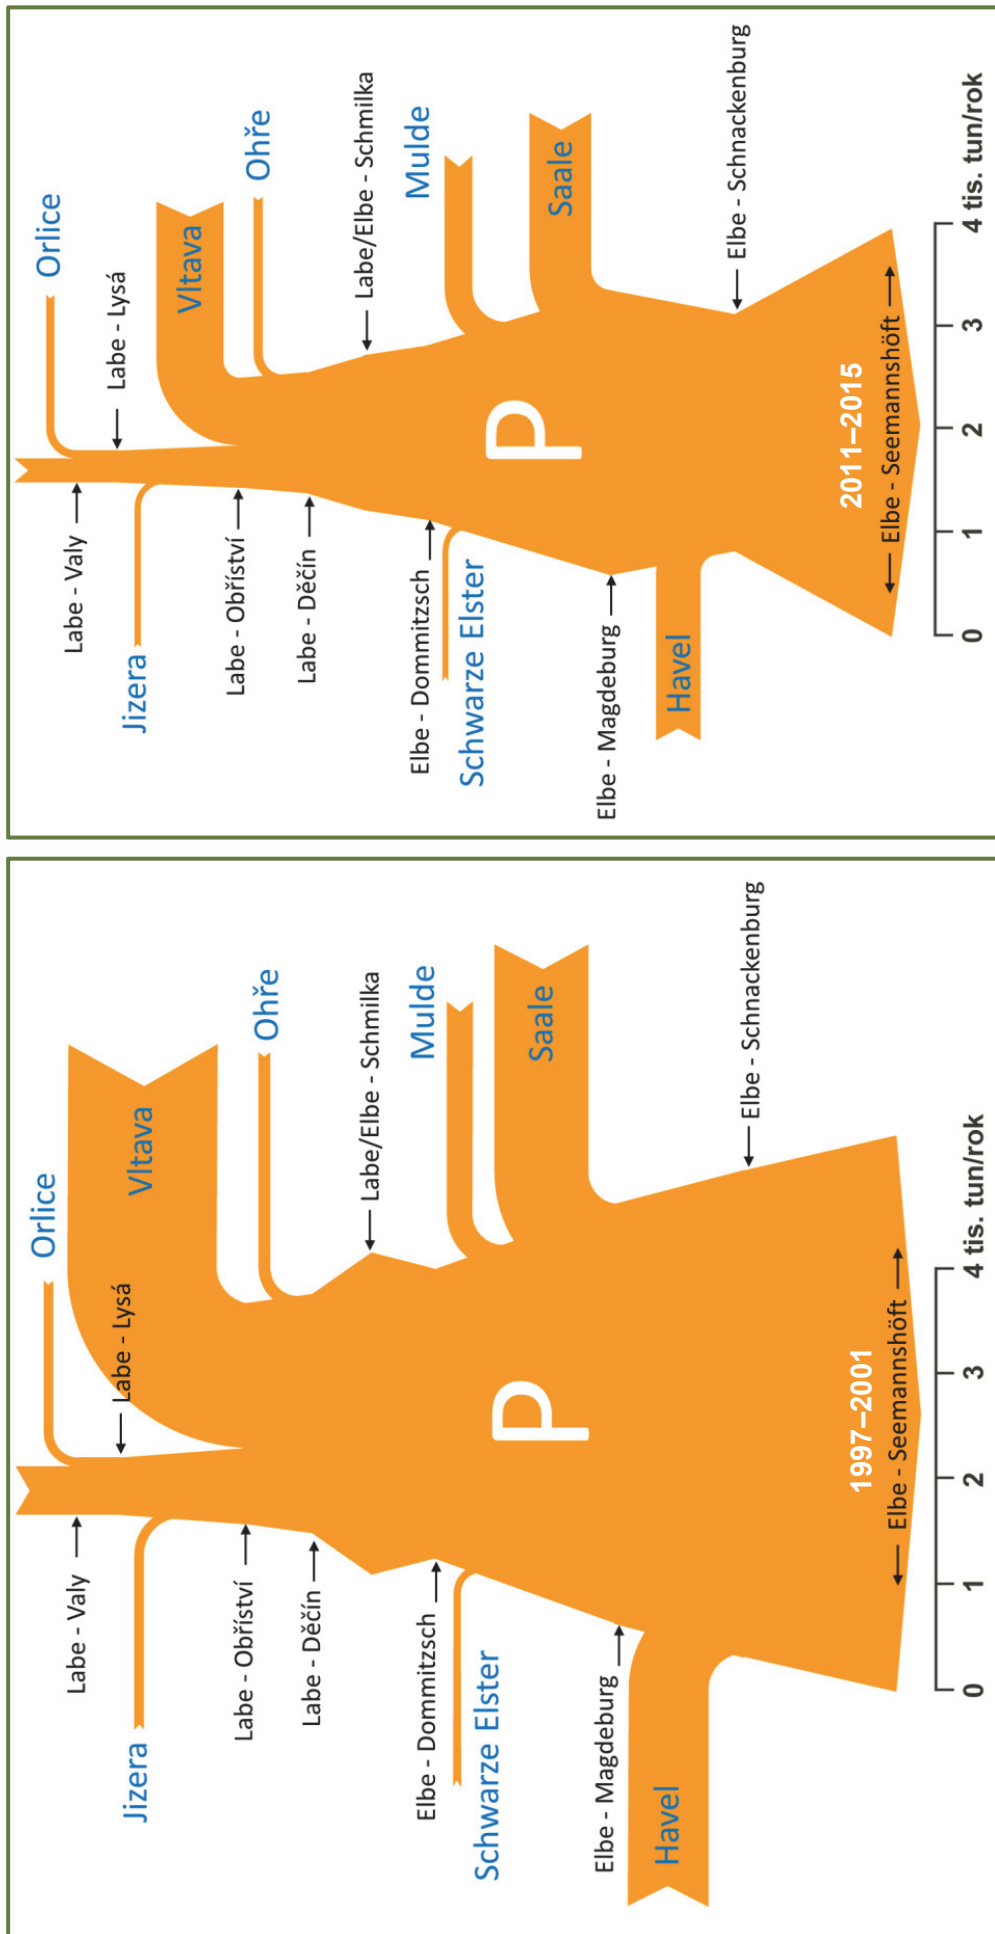 Orlice
Labe - Lysá
Vltava
Ohře
Labe/Elbe - Schmilka
Mulde
Saale
Elbe - Schnackenburg
Labe - Valy
Jizera
Labe - Obříství
Labe - Děčín
Elbe - Dommitzsch
Schwarze Elster
Elbe - Magdeburg
Havel
P
1997–2001
Elbe - Seemannshöft
0 1 2 3 4 tis. tun/rok
Orlice
Labe - Lysá
Vltava
Ohře
Labe/Elbe - Schmilka
Mulde
Saale
Elbe - Schnackenburg
Labe - Valy
Jizera
Labe - Obříství
Labe - Děčín
Elbe - Dommitzsch
Schwarze Elster
Elbe - Magdeburg
Havel
P
2011–2015
Elbe - Seemannshöft
0 1 2 3 4 tis. tun/rok